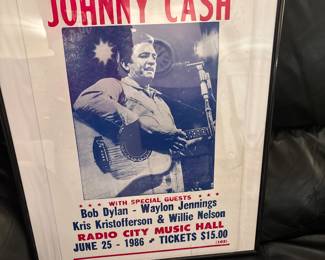 JOHNNY CASH
WITH SPECIAL GUESTS
Bob Dylan - Waylon Jennings
Kris Kristofferson & Willie Nelson
RADIO CITY MUSIC HALL
JUNE 25 - 1986 ★ TICKETS $15.00